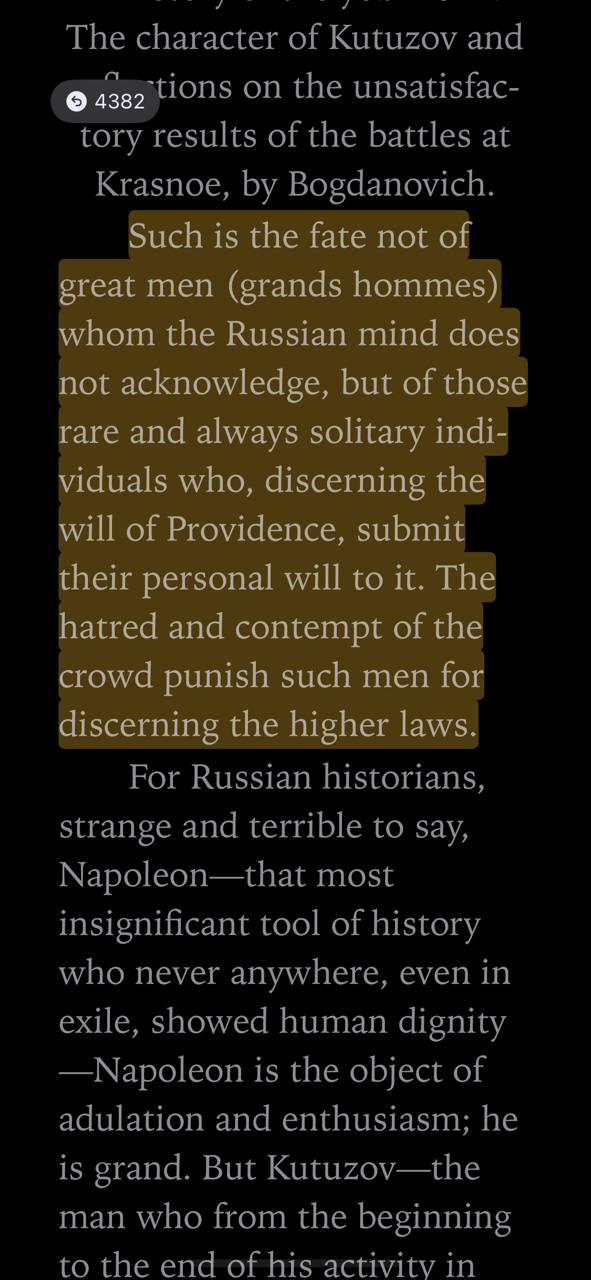 The character of Kutuzov and
tions on the unsatisfac-
4382
tory results of the battles at
Krasnoe, by Bogdanovich.
Such is the fate not of
great men (grands hommes)
whom the Russian mind does
not acknowledge, but of those
rare and always solitary indi-
viduals who, discerning the
will of Providence, submit
their personal will to it. The
hatred and contempt of the
crowd punish such men for
discerning the higher laws.
For Russian historians,
strange and terrible to say,
Napoleon—that most
insignificant tool of history
who never anywhere, even in
exile, showed human dignity
—Napoleon is the object of
adulation and enthusiasm; he
is grand. But Kutuzov—the
man who from the beginning
to the end of his activity in